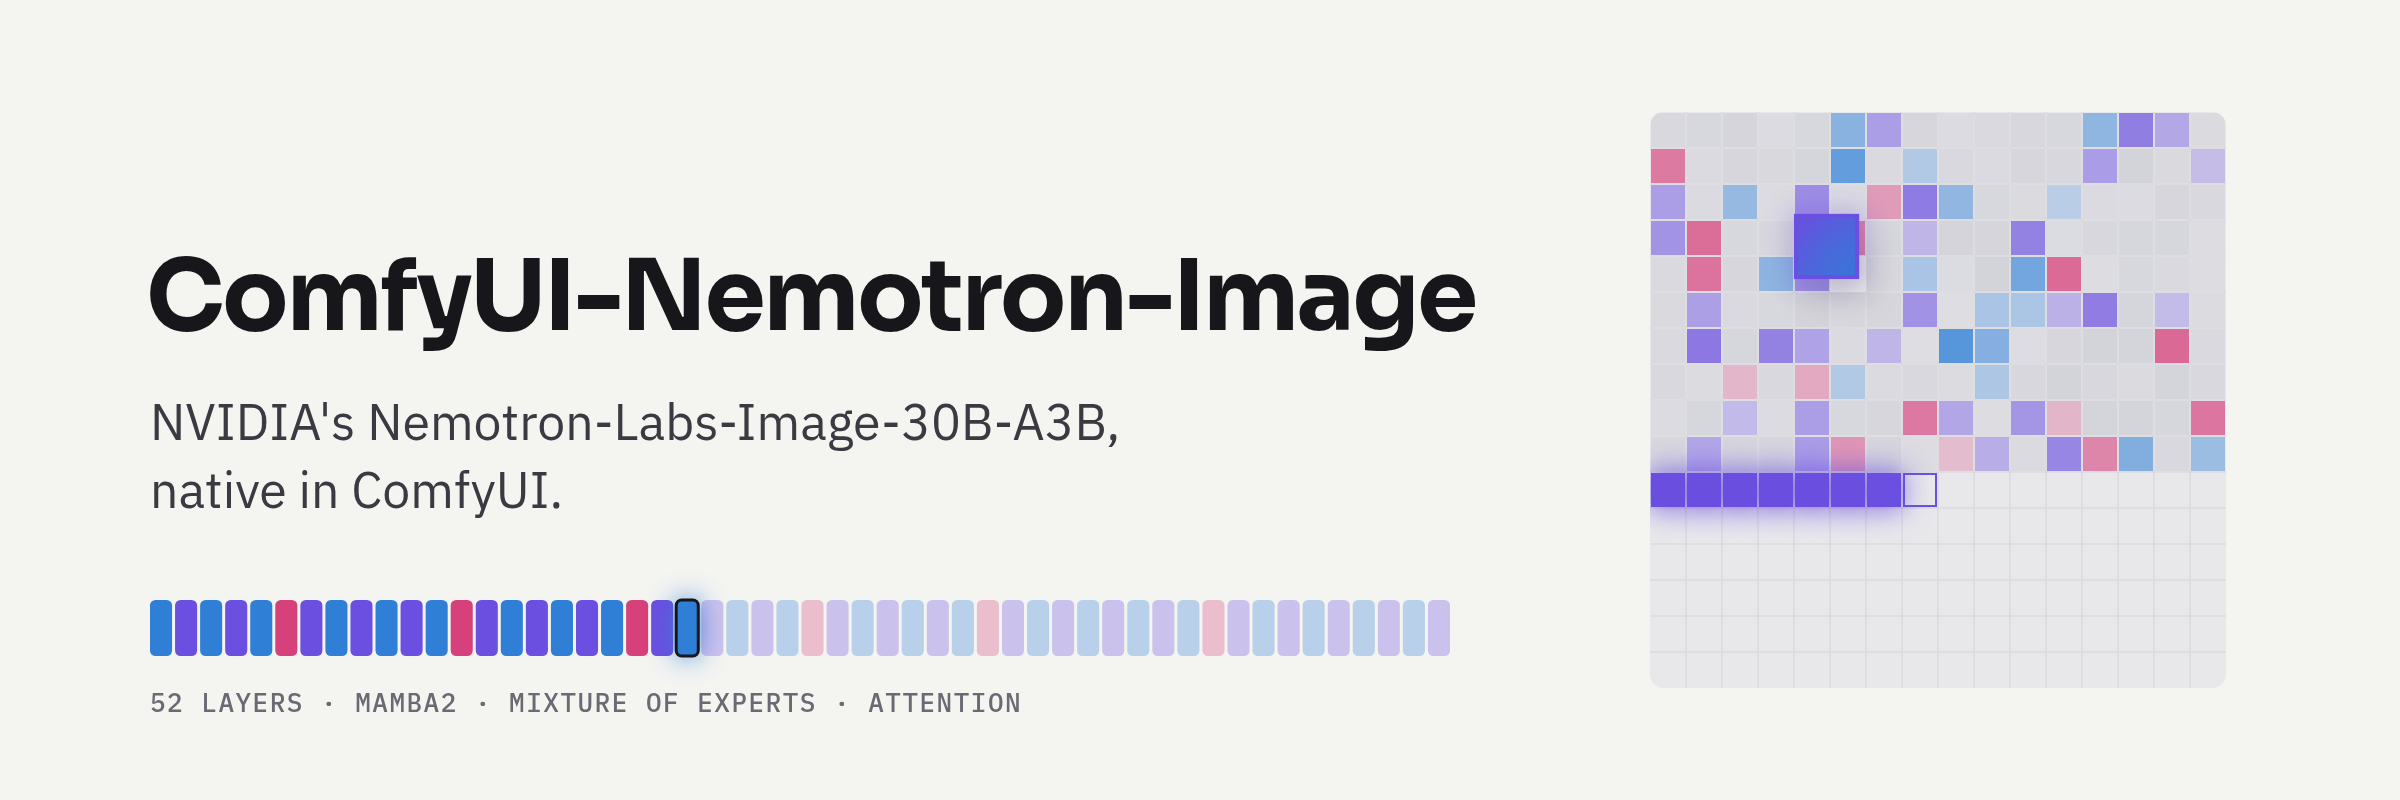 ComfyUI-Nemotron-Image
NVIDIA's Nemotron-Labs-Image-30B-A3B,
native in ComfyUI.
52 LAYERS · MAMBA2 · MIXTURE OF EXPERTS · ATTENTION